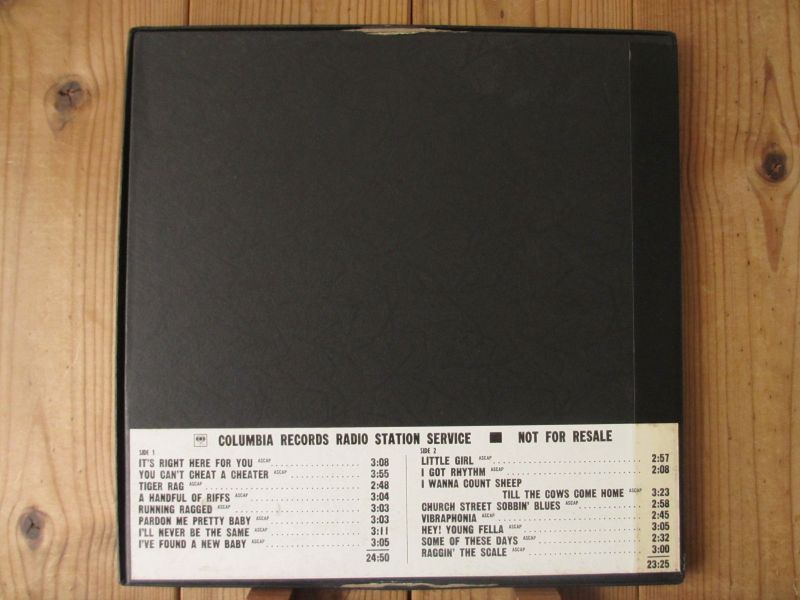 COLUMBIA RECORDS RADIO STATION SERVICE ■ NOT FOR RESALE
SIDE 1
IT'S RIGHT HERE FOR YOU ASCAP 3:08
YOU CAN'T CHEAT A CHEATER ASCAP 3:55
TIGER RAG ASCAP 2:48
A HANDFUL OF RIFFS ASCAP 3:04
RUNNING RAGGED ASCAP 3:03
PARDON ME PRETTY BABY ASCAP 3:03
I'LL NEVER BE THE SAME ASCAP 3:11
I'VE FOUND A NEW BABY ASCAP 3:05
24:50
SIDE 2
LITTLE GIRL ASCAP 2:57
I GOT RHYTHM ASCAP 2:08
I WANNA COUNT SHEEP
TILL THE COWS COME HOME ASCAP 3:23
CHURCH STREET SOBBIN' BLUES ASCAP 2:58
VIBRAPHONIA ASCAP 2:45
HEY! YOUNG FELLA ASCAP 3:05
SOME OF THESE DAYS ASCAP 2:32
RAGGIN' THE SCALE ASCAP 3:00
23:25